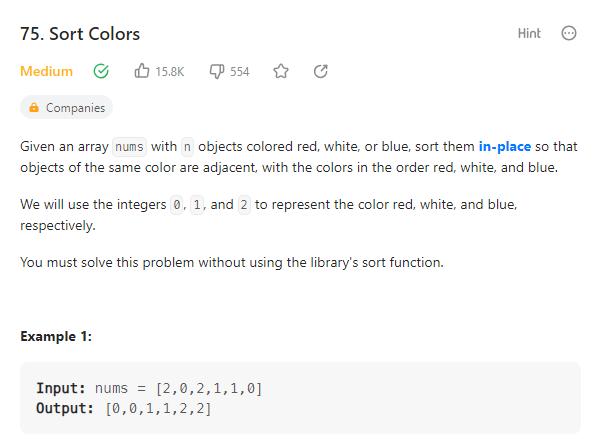 75. Sort Colors
Hint
Medium 15.8K 554
Companies
Given an array nums with n objects colored red, white, or blue, sort them in-place so that
objects of the same color are adjacent, with the colors in the order red, white, and blue.
We will use the integers 0, 1, and 2 to represent the color red, white, and blue,
respectively.
You must solve this problem without using the library's sort function.
Example 1:
Input: nums = [2,0,2,1,1,0]
Output: [0,0,1,1,2,2]